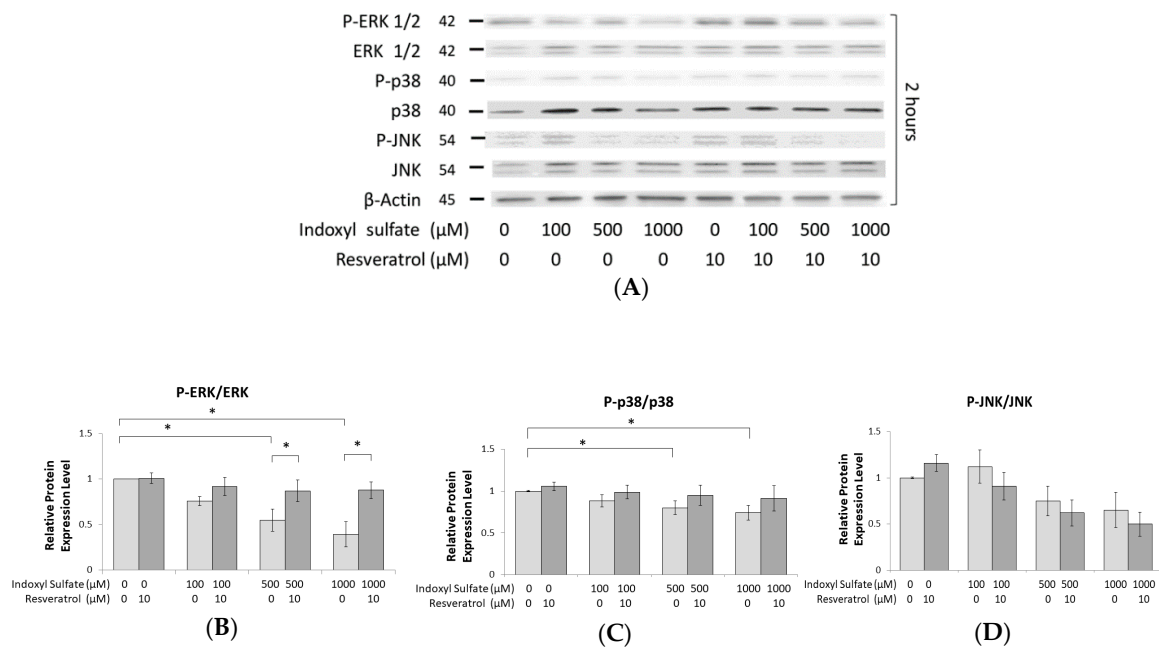 P-ERK 1/2 42
ERK 1/2 42
P-p38 40
p38 40
P-JNK 54
JNK 54
β-Actin 45
2 hours
Indoxyl sulfate (μM) 0 100 500 1000 0 100 500 1000
Resveratrol (μM) 0 0 0 0 10 10 10 10
(A)
P-ERK/ERK
* * * *
Relative Protein
Expression Level
1.5
1
0.5
0
Indoxyl Sulfate (μM) 0 0 100 100 500 500 1000 1000
Resveratrol (μM) 0 10 0 10 0 10 0 10
(B)
P-p38/p38
* *
Relative Protein
Expression Level
1.5
1
0.5
0
Indoxyl Sulfate (μM) 0 0 100 100 500 500 1000 1000
Resveratrol (μM) 0 10 0 10 0 10 0 10
(C)
P-JNK/JNK
Relative Protein
Expression Level
1.5
1
0.5
0
Indoxyl Sulfate (μM) 0 0 100 100 500 500 1000 1000
Resveratrol (μM) 0 10 0 10 0 10 0 10
(D)